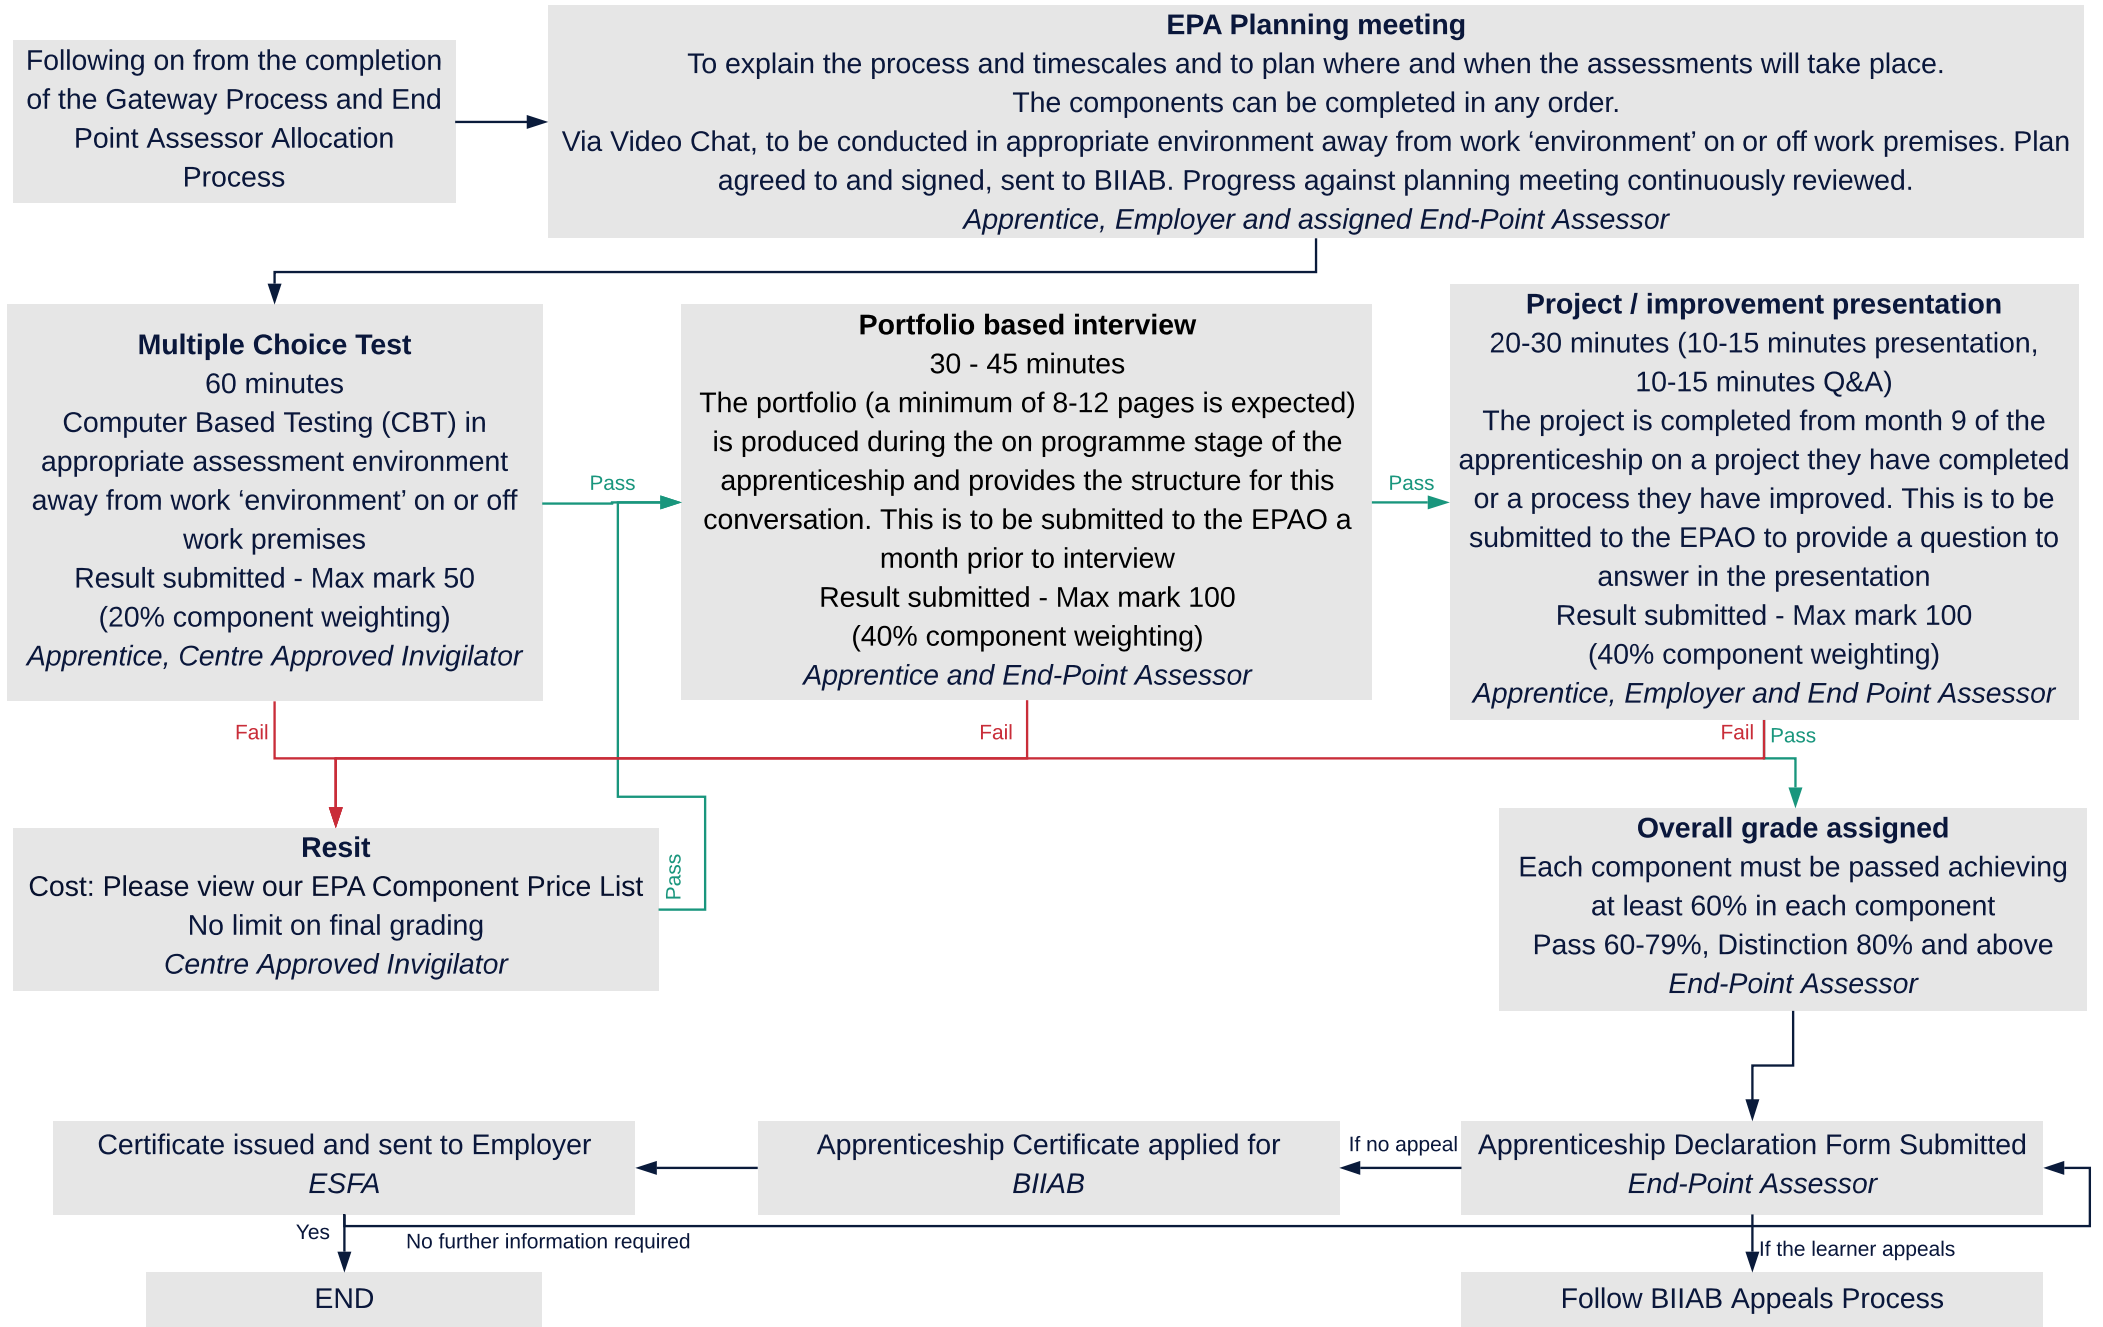 Following on from the completion
of the Gateway Process and End
Point Assessor Allocation
Process
EPA Planning meeting
To explain the process and timescales and to plan where and when the assessments will take place.
The components can be completed in any order.
Via Video Chat, to be conducted in appropriate environment away from work ‘environment’ on or off work premises. Plan
agreed to and signed, sent to BIIAB. Progress against planning meeting continuously reviewed.
Apprentice, Employer and assigned End-Point Assessor
Multiple Choice Test
60 minutes
Computer Based Testing (CBT) in
appropriate assessment environment
away from work ‘environment’ on or off
work premises
Result submitted - Max mark 50
(20% component weighting)
Apprentice, Centre Approved Invigilator
Pass
Portfolio based interview
30 - 45 minutes
The portfolio (a minimum of 8-12 pages is expected)
is produced during the on programme stage of the
apprenticeship and provides the structure for this
conversation. This is to be submitted to the EPAO a
month prior to interview
Result submitted - Max mark 100
(40% component weighting)
Apprentice and End-Point Assessor
Pass
Project / improvement presentation
20-30 minutes (10-15 minutes presentation,
10-15 minutes Q&A)
The project is completed from month 9 of the
apprenticeship on a project they have completed
or a process they have improved. This is to be
submitted to the EPAO to provide a question to
answer in the presentation
Result submitted - Max mark 100
(40% component weighting)
Apprentice, Employer and End Point Assessor
Fail
Fail
Fail
Pass
Resit
Cost: Please view our EPA Component Price List
No limit on final grading
Centre Approved Invigilator
Pass
Overall grade assigned
Each component must be passed achieving
at least 60% in each component
Pass 60-79%, Distinction 80% and above
End-Point Assessor
Certificate issued and sent to Employer
ESFA
Apprenticeship Certificate applied for
BIIAB
If no appeal
Apprenticeship Declaration Form Submitted
End-Point Assessor
Yes
No further information required
If the learner appeals
END
Follow BIIAB Appeals Process